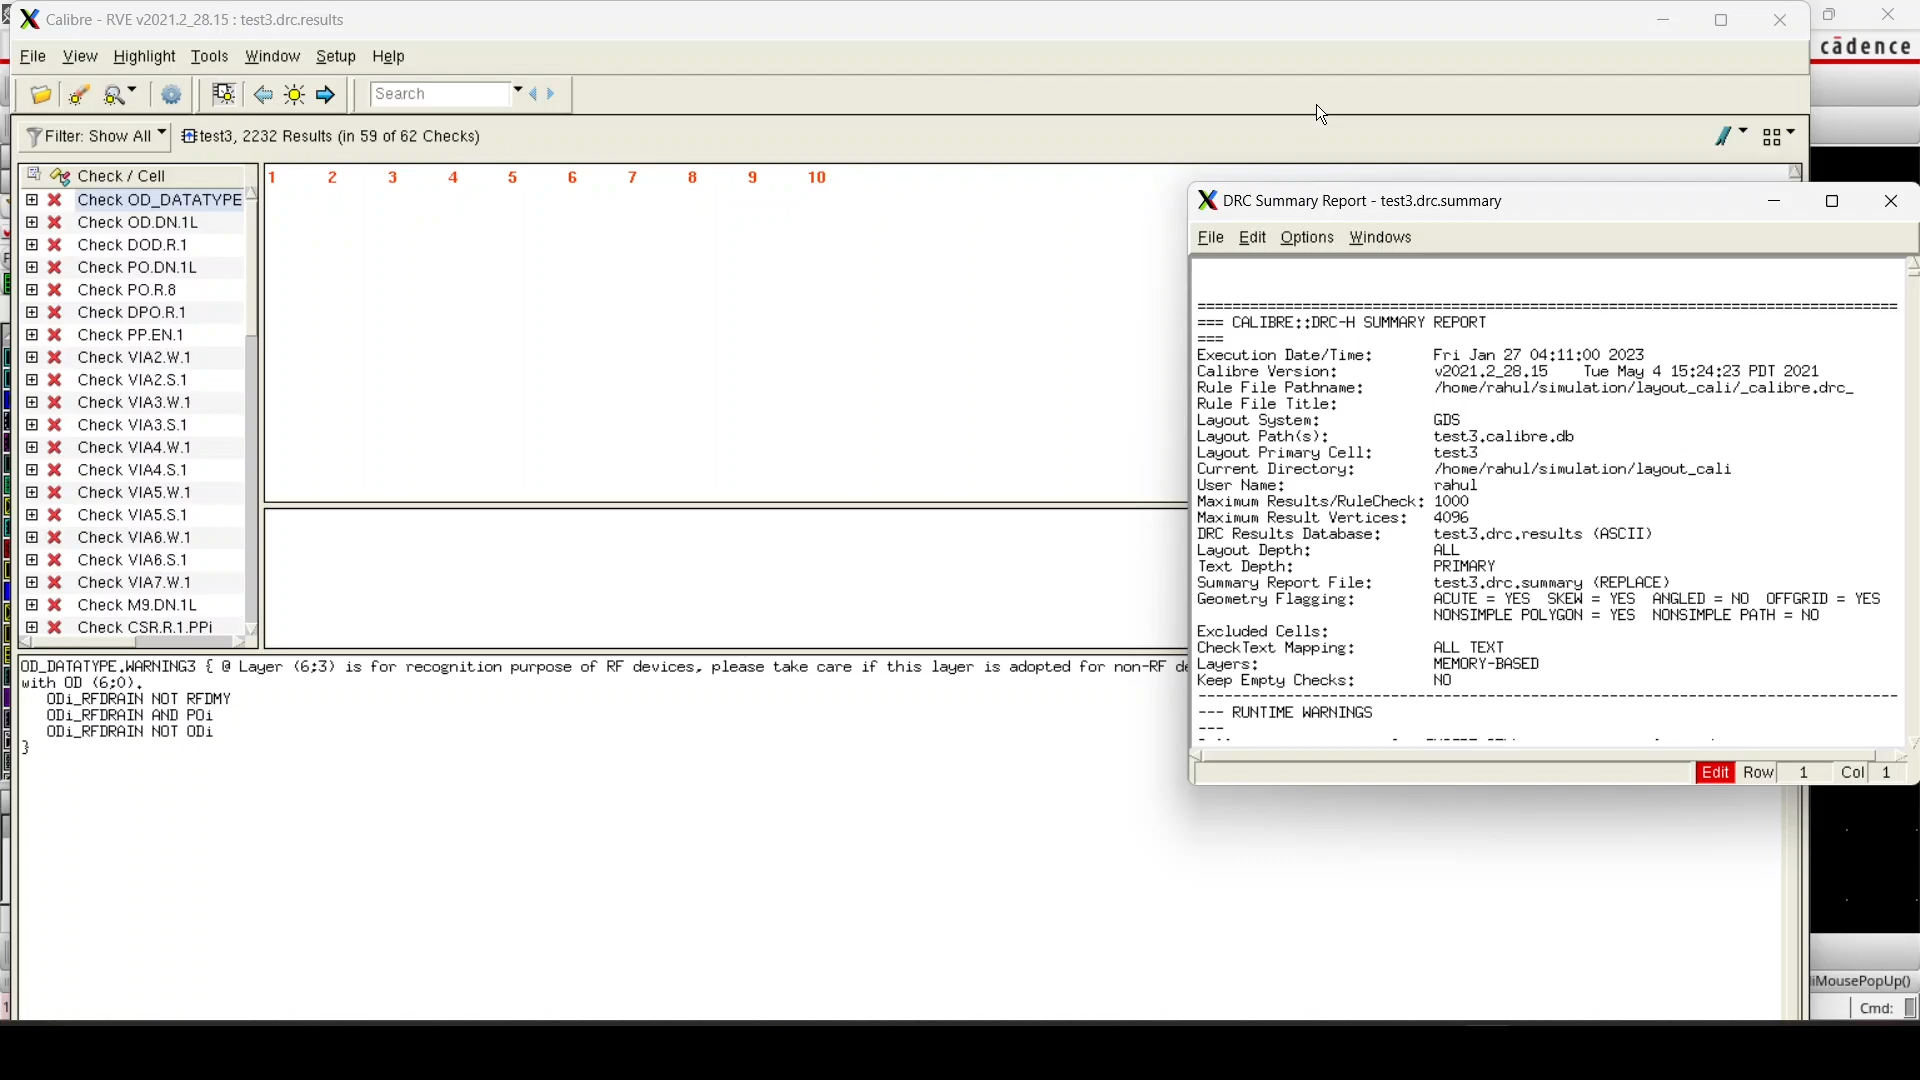 Calibre - RVE v2021.2_28.15 : test3.drc.results
cādence
File View Highlight Tools Window Setup Help
Search
Filter: Show All test3, 2232 Results (in 59 of 62 Checks)
Check / Cell
Check OD_DATATYPE
Check OD.DN.1L
Check DOD.R.1
Check PO.DN.1L
Check PO.R.8
Check DPO.R.1
Check PP.EN.1
Check VIA2.W.1
Check VIA2.S.1
Check VIA3.W.1
Check VIA3.S.1
Check VIA4.W.1
Check VIA4.S.1
Check VIA5.W.1
Check VIA5.S.1
Check VIA6.W.1
Check VIA6.S.1
Check VIA7.W.1
Check M9.DN.1L
Check CSR.R.1.PPi
1 2 3 4 5 6 7 8 9 10
OD_DATATYPE.WARNING3 { @ Layer (6;3) is for recognition purpose of RF devices, please take care if this layer is adopted for non-RF de
with OD (6;0).
ODi_RFDRAIN NOT RFDMY
ODi_RFDRAIN AND POi
ODi_RFDRAIN NOT ODi
}
DRC Summary Report - test3.drc.summary
File Edit Options Windows
================================================================================
=== CALIBRE::DRC-H SUMMARY REPORT
===
Execution Date/Time: Fri Jan 27 04:11:00 2023
Calibre Version: v2021.2_28.15 Tue May 4 15:24:23 PDT 2021
Rule File Pathname: /home/rahul/simulation/layout_cali/_calibre.drc_
Rule File Title:
Layout System: GDS
Layout Path(s): test3.calibre.db
Layout Primary Cell: test3
Current Directory: /home/rahul/simulation/layout_cali
User Name: rahul
Maximum Results/RuleCheck: 1000
Maximum Result Vertices: 4096
DRC Results Database: test3.drc.results (ASCII)
Layout Depth: ALL
Text Depth: PRIMARY
Summary Report File: test3.drc.summary (REPLACE)
Geometry Flagging: ACUTE = YES SKEW = YES ANGLED = NO OFFGRID = YES
NONSIMPLE POLYGON = YES NONSIMPLE PATH = NO
Excluded Cells:
CheckText Mapping: ALL TEXT
Layers: MEMORY-BASED
Keep Empty Checks: NO
--------------------------------------------------------------------------------
--- RUNTIME WARNINGS
---
Edit Row 1 Col 1
iMousePopUp()
Cmd: